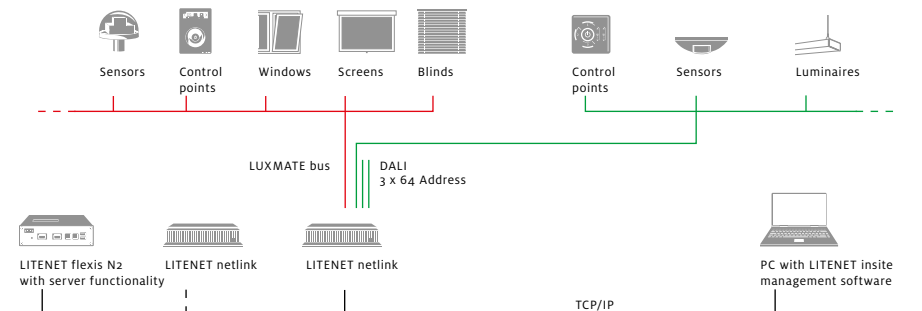 Sensors
Control
points
Windows
Screens
Blinds
Control
points
Sensors
Luminaires
LUXMATE bus
DALI
3 x 64 Address
LITENET flexis N2
with server functionality
LITENET netlink
LITENET netlink
PC with LITENET insite
management software
TCP/IP